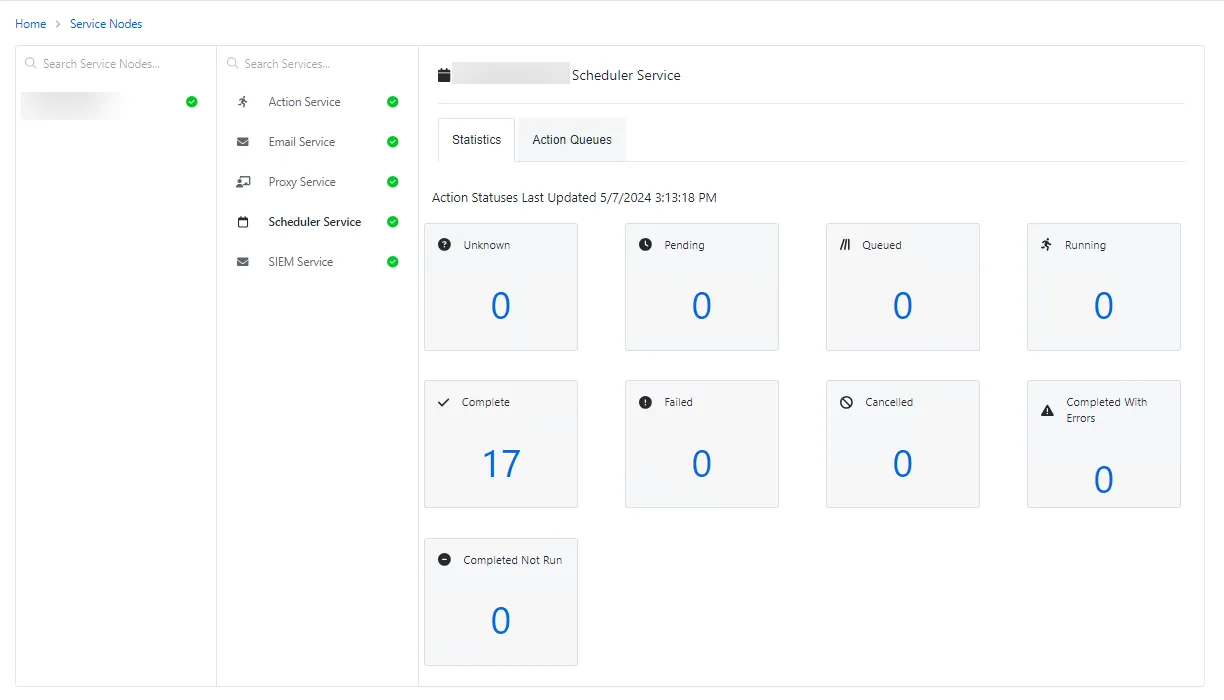 Home > Service Nodes
Search Service Nodes...
Search Services...
Action Service
Email Service
Proxy Service
Scheduler Service
SIEM Service
Scheduler Service
Statistics
Action Queues
Action Statuses Last Updated 5/7/2024 3:13:18 PM
Unknown
0
Pending
0
Queued
0
Running
0
Complete
17
Failed
0
Cancelled
0
Completed With
Errors
0
Completed Not Run
0